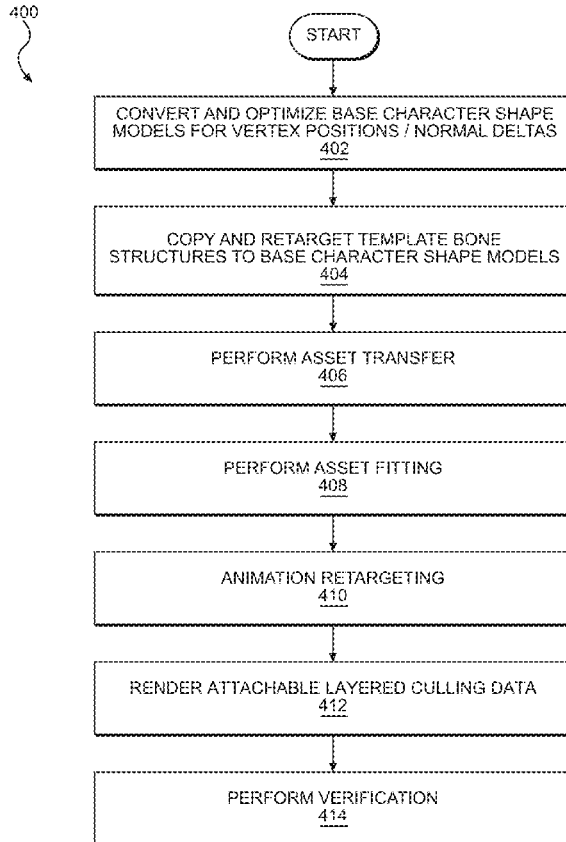 400
START
CONVERT AND OPTIMIZE BASE CHARACTER SHAPE
MODELS FOR VERTEX POSITIONS / NORMAL DELTAS
402
COPY AND RETARGET TEMPLATE BONE
STRUCTURES TO BASE CHARACTER SHAPE MODELS
404
PERFORM ASSET TRANSFER
406
PERFORM ASSET FITTING
408
ANIMATION RETARGETING
410
RENDER ATTACHABLE LAYERED CULLING DATA
412
PERFORM VERIFICATION
414